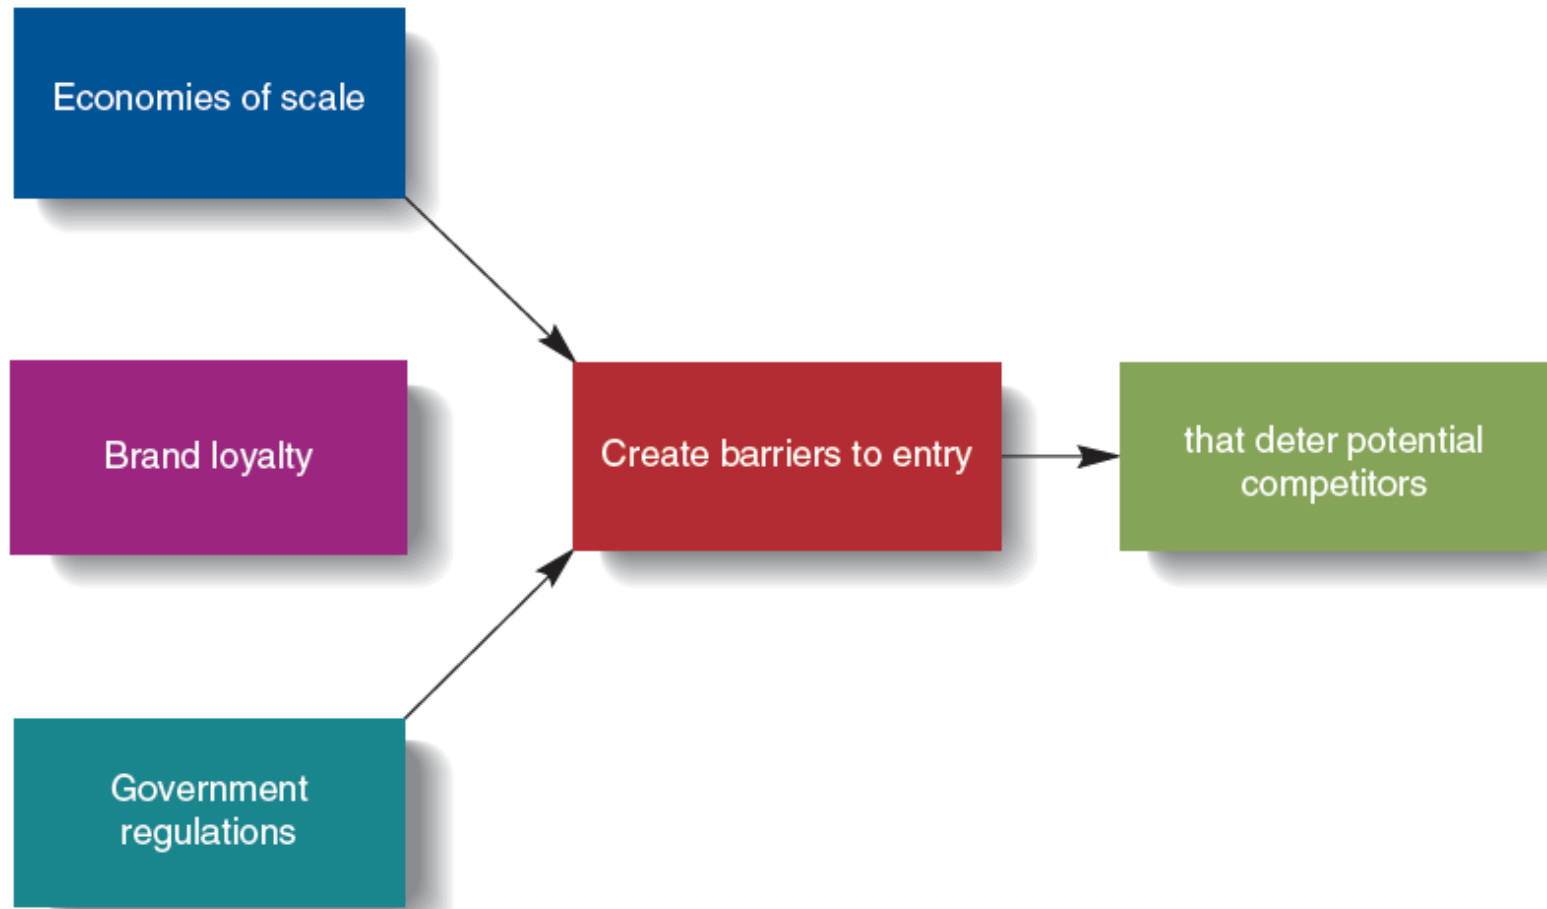 Economies of scale
Brand loyalty
Create barriers to entry
that deter potential
competitors
Government
regulations